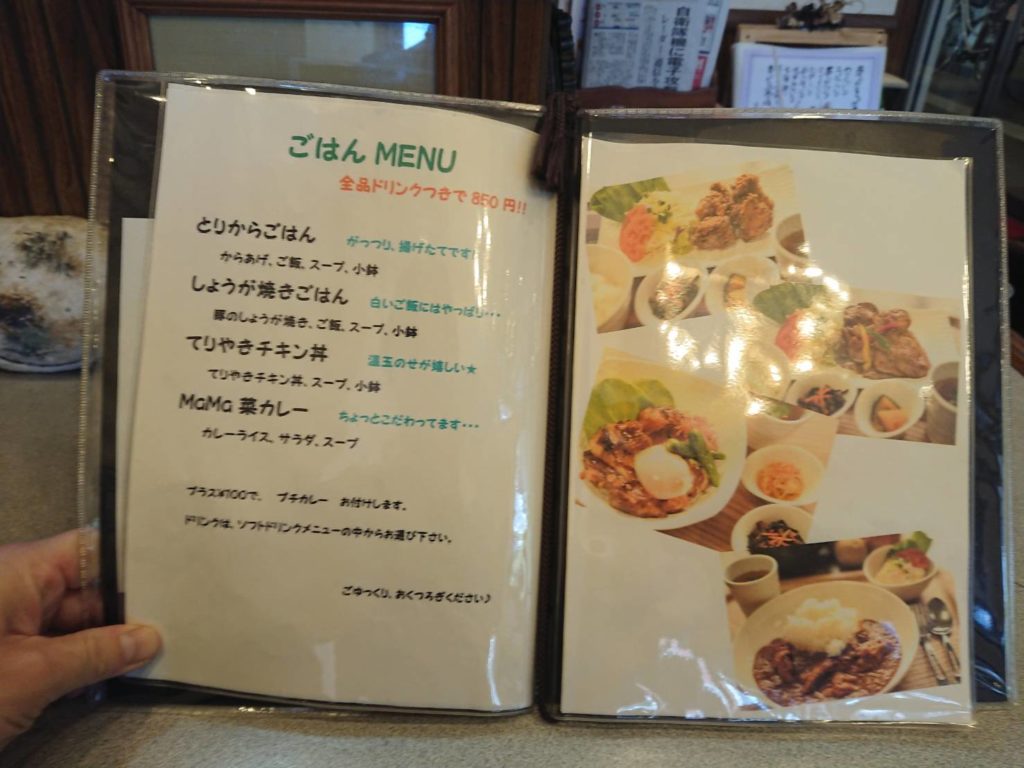 ごはん MENU
全品ドリンクつきで 850 円!!
とりからごはん がっつり、揚げたてです!
からあげ、ご飯、スープ、小鉢
しょうが焼きごはん 白いご飯にはやっぱり・・・
豚のしょうが焼き、ご飯、スープ、小鉢
てりやきチキン丼 温玉のせが嬉しい★
てりやきチキン丼、スープ、小鉢
MaMa 菜カレー ちょっとこだわってます・・・
カレーライス、サラダ、スープ
プラス¥100で、 プチカレー お付けします。
ドリンクは、ソフトドリンクメニューの中からお選び下さい。
ごゆっくり、おくつろぎください♪
自衛隊機に電子攻